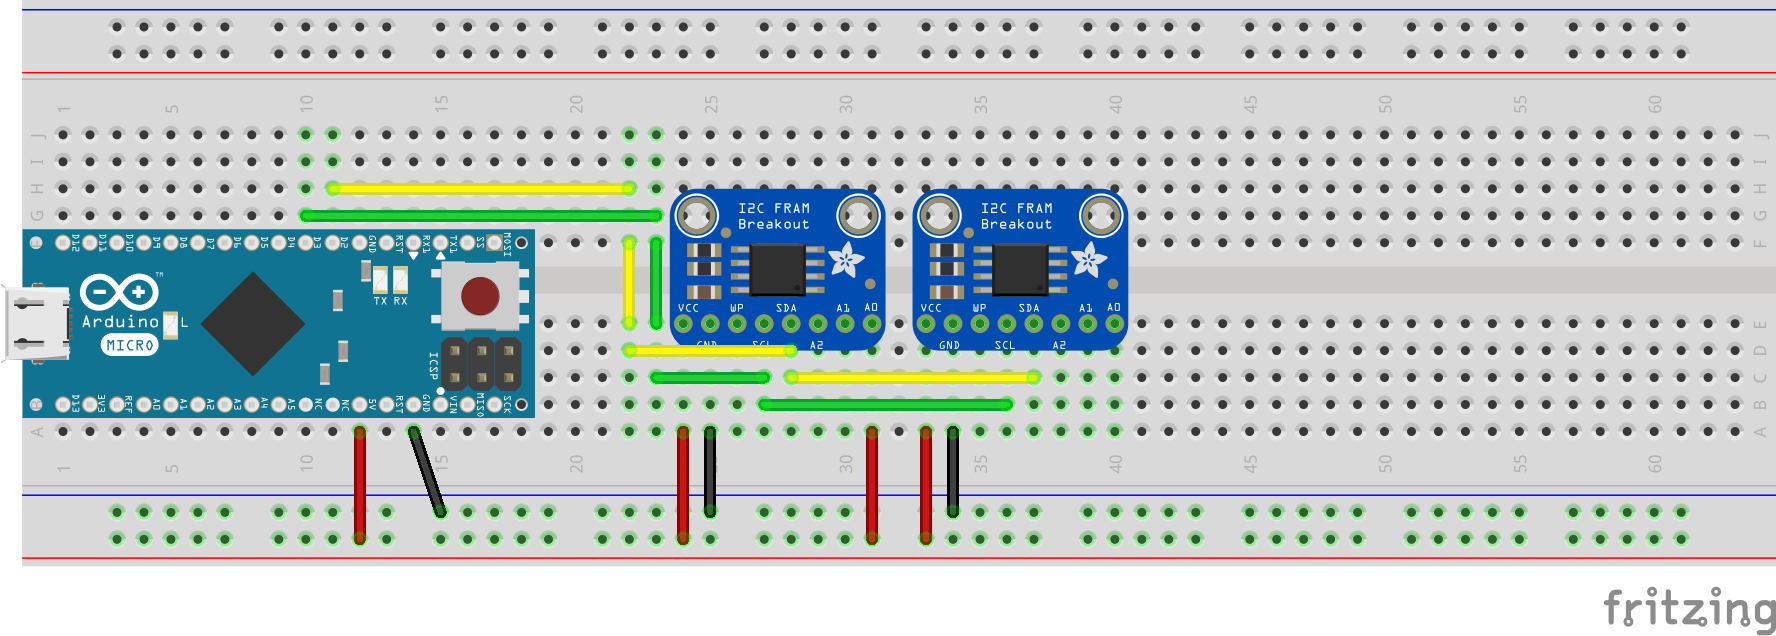 1 5 10 15 20 25 30 35 40 45 50 55 60
J J
I I
H H
G G
F F
D12 D11 D10 D9 D8 D7 D6 D5 D4 D3 D2 GND RST RX1 TX1 SS MOSI
TX RX
L
Arduino
TM
MICRO
ICSP
D13 3V3 REF A0 A1 A2 A3 A4 A5 NC NC 5V RST GND VIN MISO SCK
I2C FRAM
Breakout
VCC WP SDA A1 A0
GND SCL A2
I2C FRAM
Breakout
VCC WP SDA A1 A0
GND SCL A2
E
D
C
B B
A A
1 5 10 15 20 30 35 40 45 50 55 60
fritzing